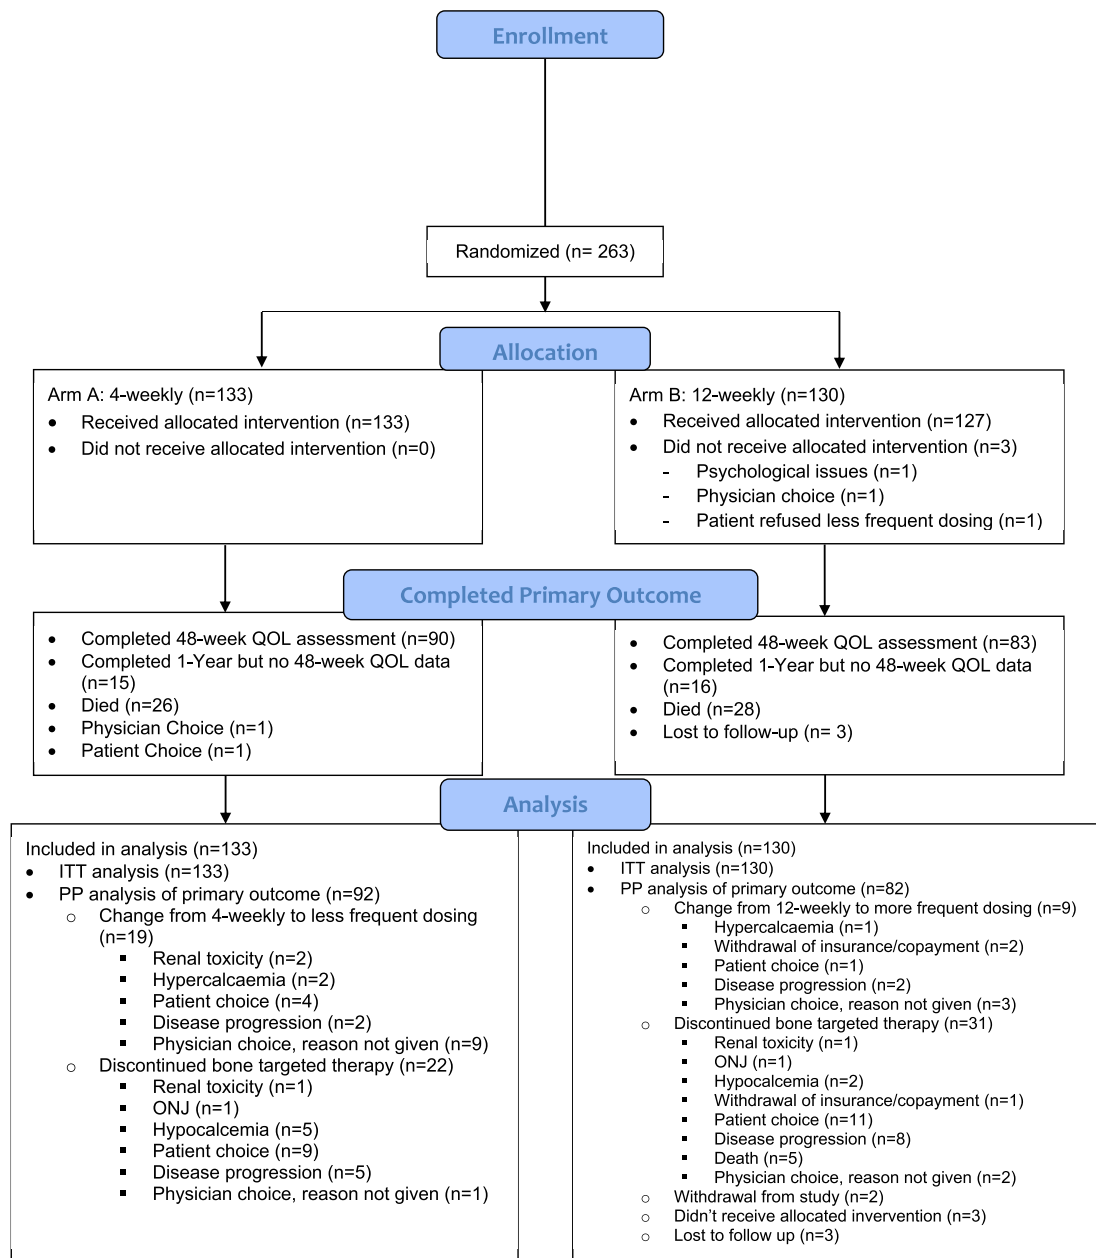 Enrollment
Randomized (n= 263)
Allocation
Arm A: 4-weekly (n=133)
• Received allocated intervention (n=133)
• Did not receive allocated intervention (n=0)
Arm B: 12-weekly (n=130)
• Received allocated intervention (n=127)
• Did not receive allocated intervention (n=3)
- Psychological issues (n=1)
- Physician choice (n=1)
- Patient refused less frequent dosing (n=1)
Completed Primary Outcome
• Completed 48-week QOL assessment (n=90)
• Completed 1-Year but no 48-week QOL data
(n=15)
• Died (n=26)
• Physician Choice (n=1)
• Patient Choice (n=1)
• Completed 48-week QOL assessment (n=83)
• Completed 1-Year but no 48-week QOL data
(n=16)
• Died (n=28)
• Lost to follow-up (n= 3)
Analysis
Included in analysis (n=133)
• ITT analysis (n=133)
• PP analysis of primary outcome (n=92)
○ Change from 4-weekly to less frequent dosing
(n=19)
▪ Renal toxicity (n=2)
▪ Hypercalcaemia (n=2)
▪ Patient choice (n=4)
▪ Disease progression (n=2)
▪ Physician choice, reason not given (n=9)
○ Discontinued bone targeted therapy (n=22)
▪ Renal toxicity (n=1)
▪ ONJ (n=1)
▪ Hypocalcemia (n=5)
▪ Patient choice (n=9)
▪ Disease progression (n=5)
▪ Physician choice, reason not given (n=1)
Included in analysis (n=130)
• ITT analysis (n=130)
• PP analysis of primary outcome (n=82)
○ Change from 12-weekly to more frequent dosing (n=9)
▪ Hypercalcaemia (n=1)
▪ Withdrawal of insurance/copayment (n=2)
▪ Patient choice (n=1)
▪ Disease progression (n=2)
▪ Physician choice, reason not given (n=3)
○ Discontinued bone targeted therapy (n=31)
▪ Renal toxicity (n=1)
▪ ONJ (n=1)
▪ Hypocalcemia (n=2)
▪ Withdrawal of insurance/copayment (n=1)
▪ Patient choice (n=11)
▪ Disease progression (n=8)
▪ Death (n=5)
▪ Physician choice, reason not given (n=2)
○ Withdrawal from study (n=2)
○ Didn't receive allocated invervention (n=3)
○ Lost to follow up (n=3)